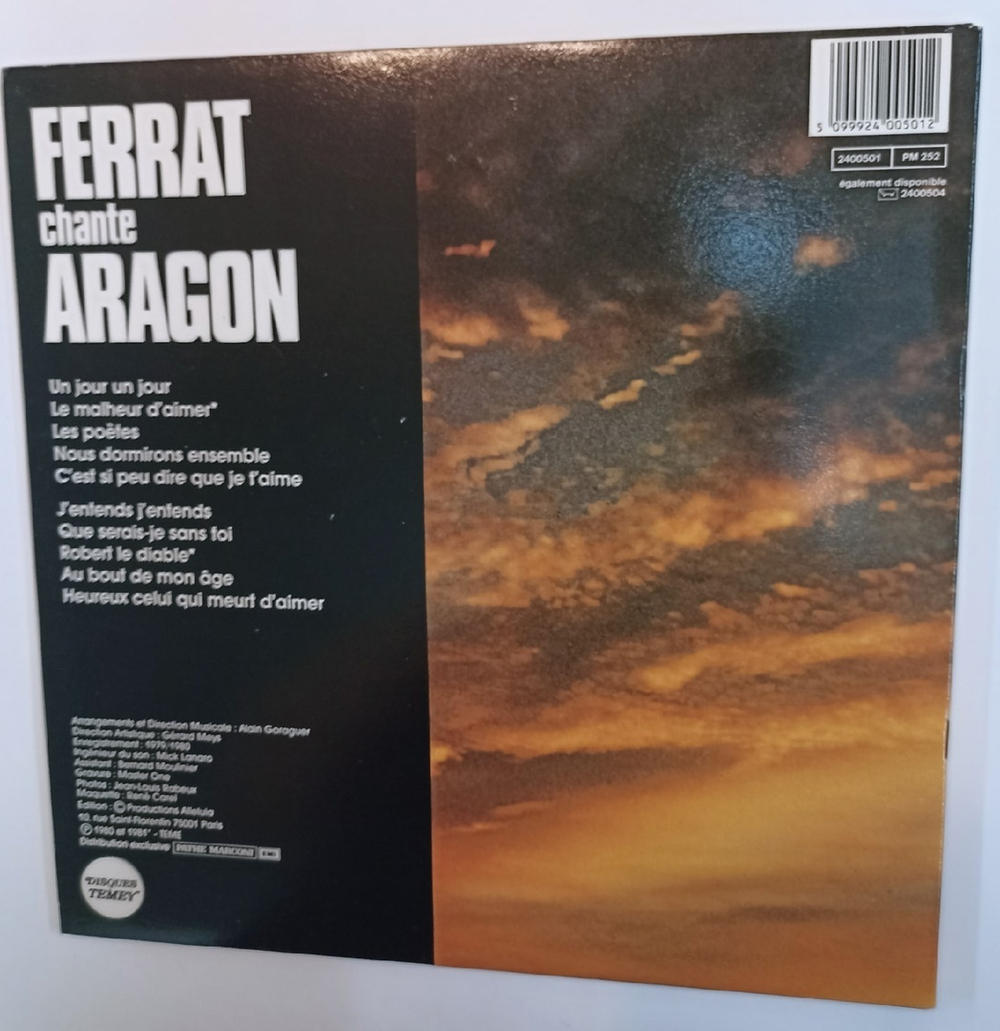 FERRAT
chante
ARAGON
Un jour un jour
Le malheur d'aimer*
Les poètes
Nous dormirons ensemble
C'est si peu dire que je t'aime
J'entends j'entends
Que serais-je sans toi
Robert le diable*
Au bout de mon âge
Heureux celui qui meurt d'aimer
Arrangements et Direction Musicale : Alain Goraguer
Direction Artistique : Gérard Meys
Enregistrement : 1979/1980
Ingénieur du son : Mick Lanaro
Assistant : Bernard Moulinier
Gravure : Master One
Photos : Jean-Louis Rabeux
Maquette : René Carel
Edition : © Productions Alleluia
10, rue Saint-Florentin 75001 Paris
℗ 1980 et 1981* - TEME
Distribution exclusive PATHE MARCONI EMI
DISQUES
TEMEY
5 099924 005012
2400501 PM 252
également disponible
2400504